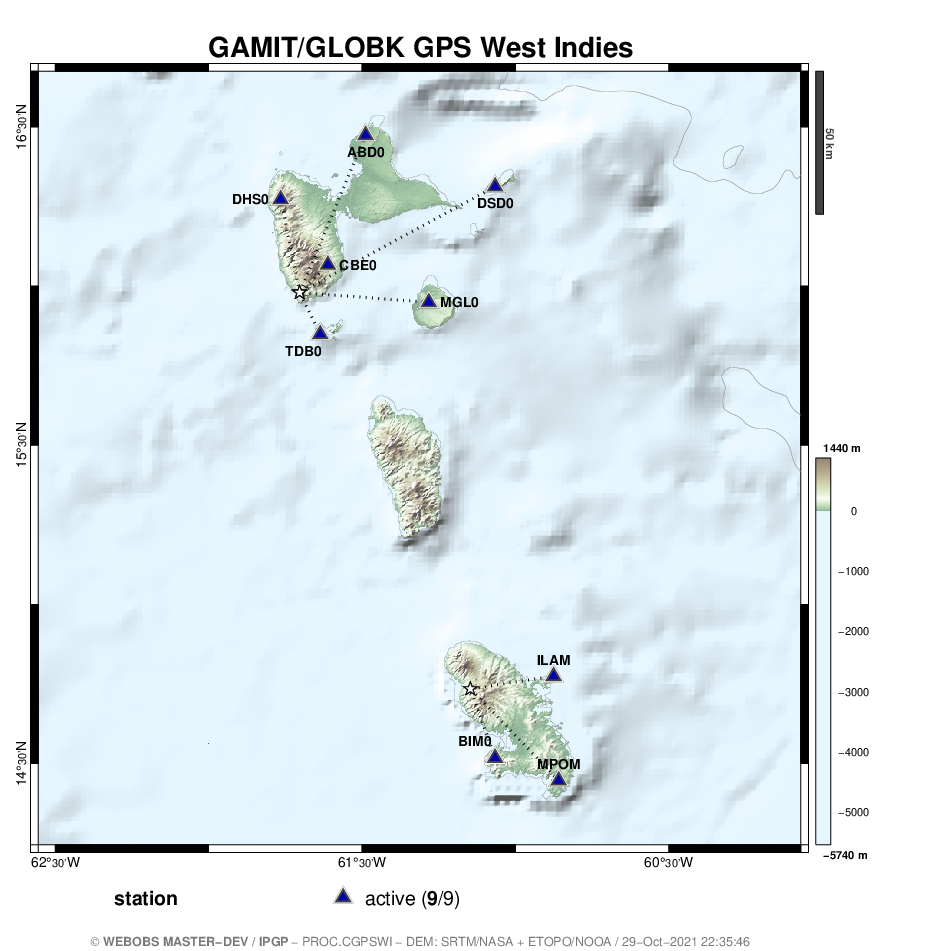 GAMIT/GLOBK GPS West Indies
16°30'N
50 km
ABD0
DHS0
DSD0
CBE0
MGL0
TDB0
15°30'N
1440 m
0
−1000
−2000
ILAM
−3000
BIM0
−4000
MPOM
14°30'N
−5000
−5740 m
62°30'W
61°30'W
60°30'W
station
active (9/9)
© WEBOBS MASTER−DEV / IPGP − PROC.CGPSWI − DEM: SRTM/NASA + ETOPO/NOOA / 29−Oct−2021 22:35:46